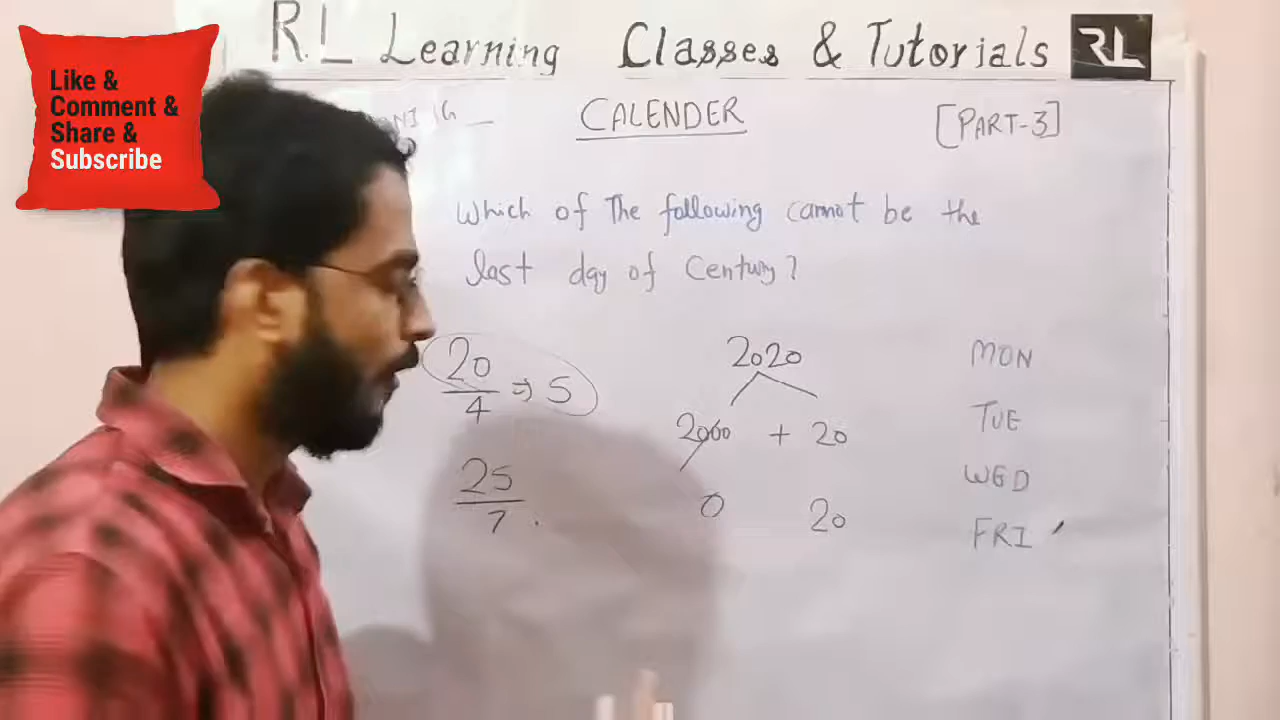 R.L Learning Classes & Tutorials RL
Like &
Comment &
Share &
Subscribe
CALENDER
[PART-3]
Which of The following cannot be the
last day of Century?
20
4
⇒ 5
25
7
2020
2000 + 20
0 20
MON
TUE
WED
FRI